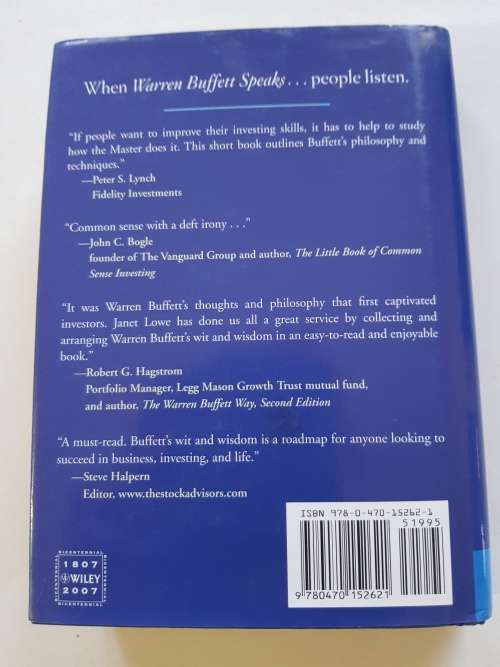 When Warren Buffett Speaks . . . people listen.
“If people want to improve their investing skills, it has to help to study
how the Master does it. This short book outlines Buffett’s philosophy and
techniques.”
—Peter S. Lynch
Fidelity Investments
“Common sense with a deft irony . . .”
—John C. Bogle
founder of The Vanguard Group and author, The Little Book of Common
Sense Investing
“It was Warren Buffett’s thoughts and philosophy that first captivated
investors. Janet Lowe has done us all a great service by collecting and
arranging Warren Buffett’s wit and wisdom in an easy-to-read and enjoyable
book.”
—Robert G. Hagstrom
Portfolio Manager, Legg Mason Growth Trust mutual fund,
and author, The Warren Buffett Way, Second Edition
“A must-read. Buffett’s wit and wisdom is a roadmap for anyone looking to
succeed in business, investing, and life.”
—Steve Halpern
Editor, www.thestockadvisors.com
ISBN 978-0-470-15262-1
51995
9 780470 152621
BICENTENNIAL
1807
WILEY
2007
BICENTENNIAL
BICENTENNIAL
BICENTENNIAL